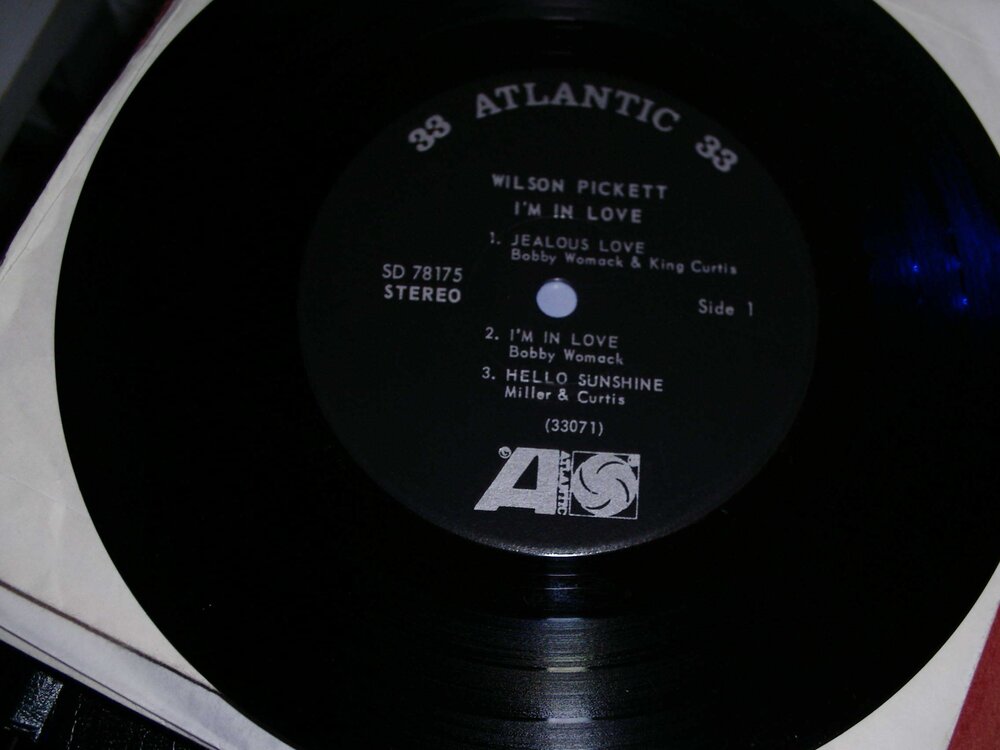 33 ATLANTIC 33
WILSON PICKETT
I'M IN LOVE
1. JEALOUS LOVE
Bobby Womack & King Curtis
SD 78175
STEREO
Side 1
2. I'M IN LOVE
Bobby Womack
3. HELLO SUNSHINE
Miller & Curtis
(33071)
A ATLANTIC